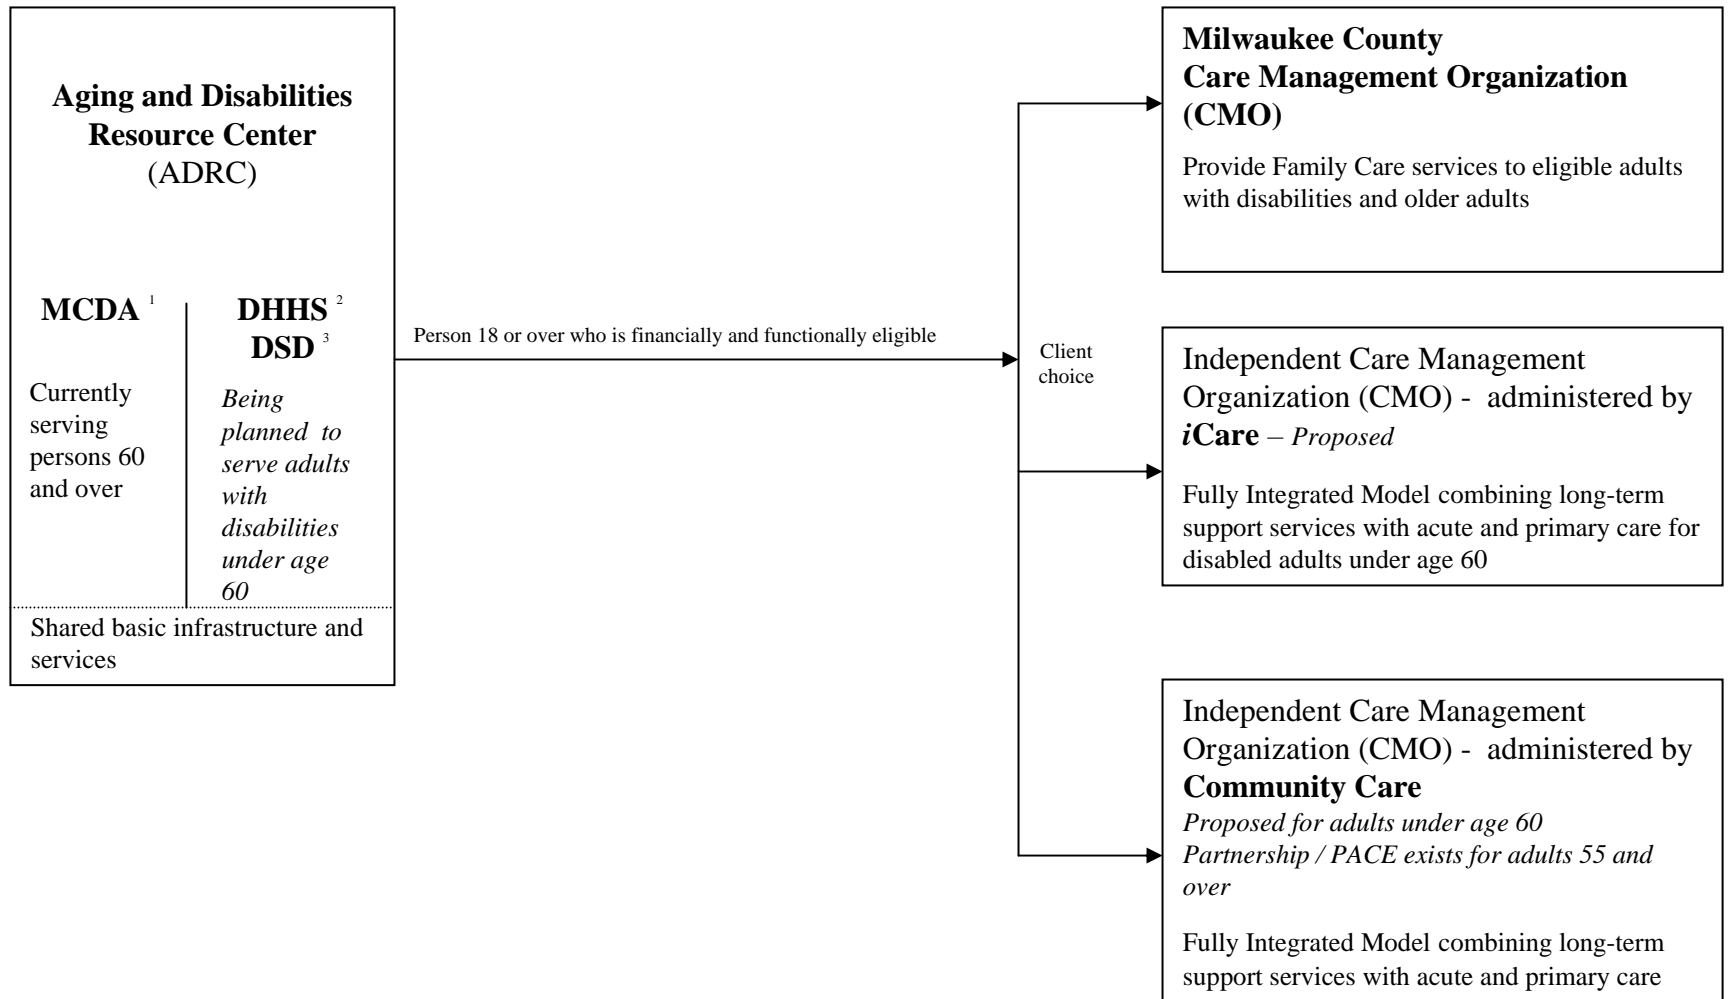 Aging and Disabilities
Resource Center
(ADRC)
MCDA 1
Currently
serving
persons 60
and over
DHHS 2
DSD 3
Being
planned to
serve adults
with
disabilities
under age
60
Shared basic infrastructure and
services
Person 18 or over who is financially and functionally eligible
Client
choice
Milwaukee County
Care Management Organization
(CMO)
Provide Family Care services to eligible adults
with disabilities and older adults
Independent Care Management
Organization (CMO) - administered by
iCare – Proposed
Fully Integrated Model combining long-term
support services with acute and primary care for
disabled adults under age 60
Independent Care Management
Organization (CMO) - administered by
Community Care
Proposed for adults under age 60
Partnership / PACE exists for adults 55 and
over
Fully Integrated Model combining long-term
support services with acute and primary care